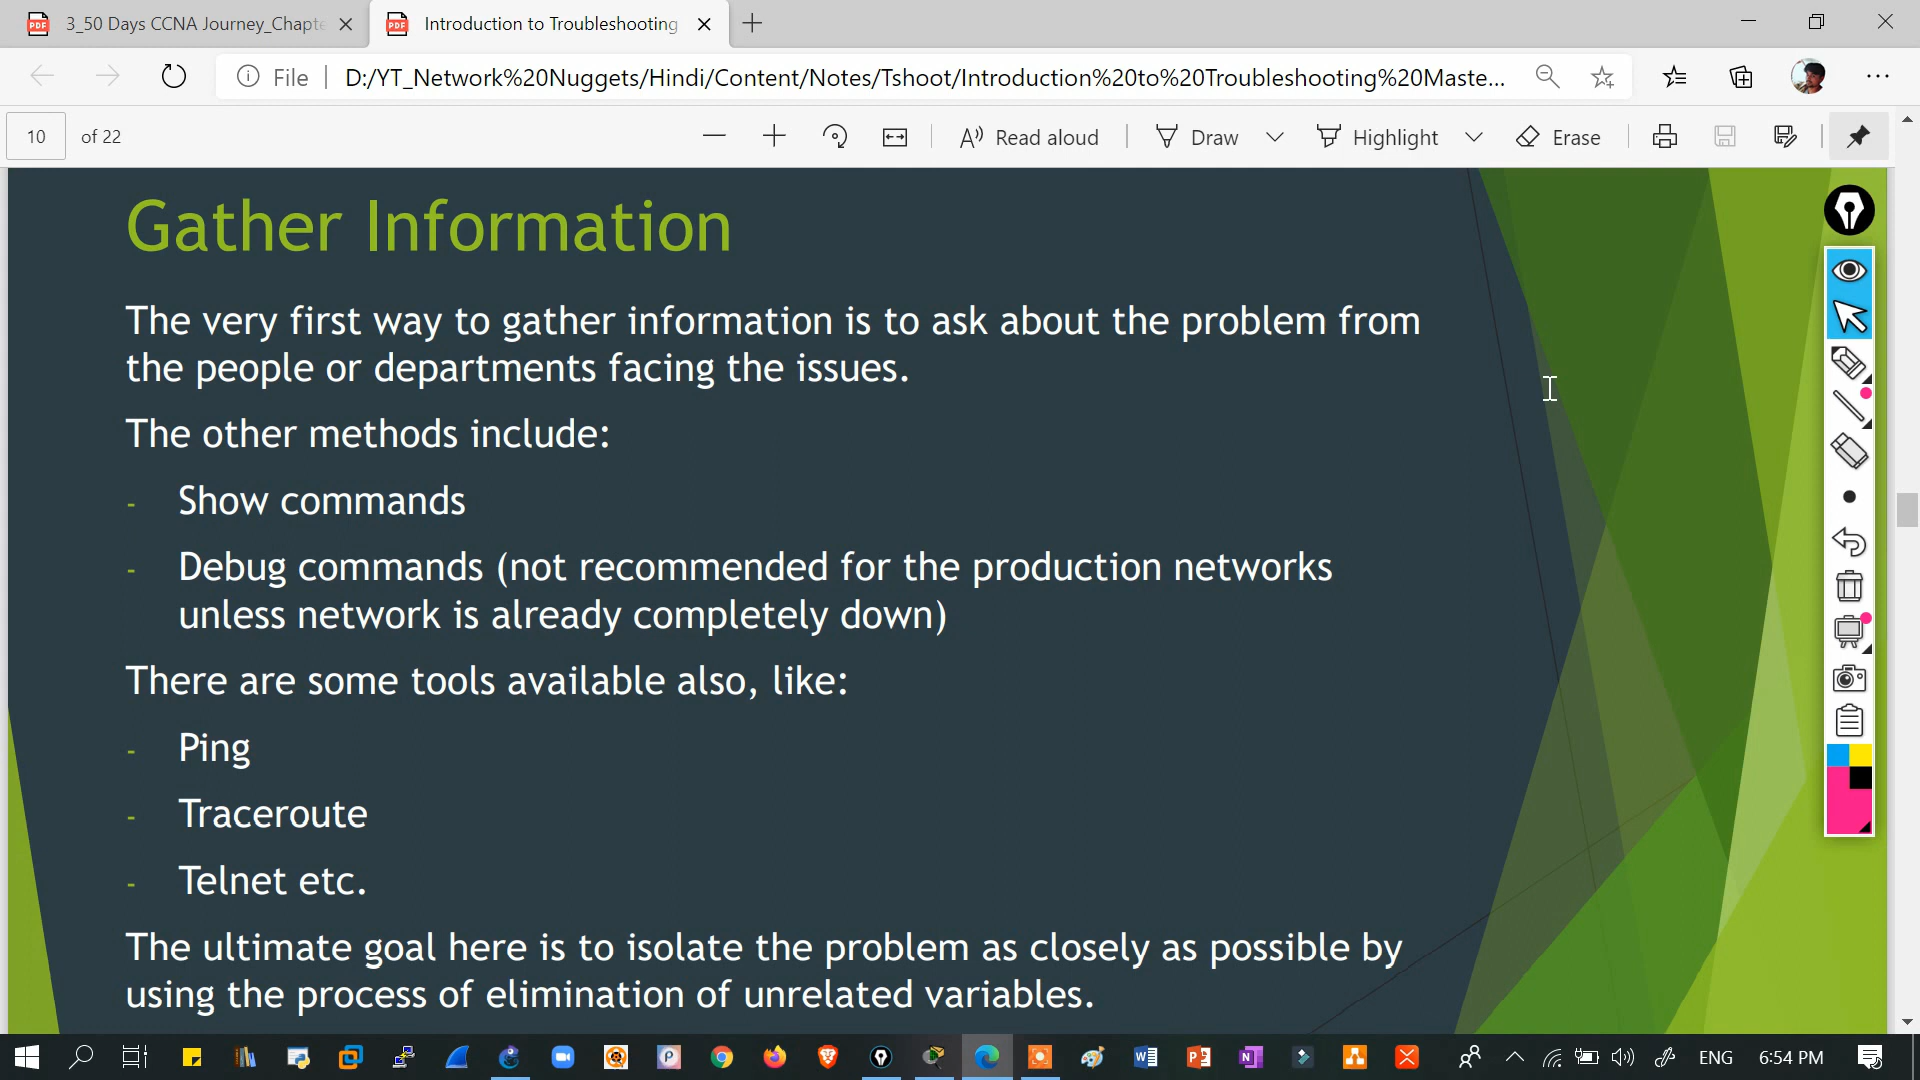 3_50 Days CCNA Journey_Chapte
Introduction to Troubleshooting
File
D:/YT_Network%20Nuggets/Hindi/Content/Notes/Tshoot/Introduction%20to%20Troubleshooting%20Maste...
10 of 22
Read aloud
Draw
Highlight
Erase
Gather Information
The very first way to gather information is to ask about the problem from
the people or departments facing the issues.
The other methods include:
- Show commands
- Debug commands (not recommended for the production networks
unless network is already completely down)
There are some tools available also, like:
- Ping
- Traceroute
- Telnet etc.
The ultimate goal here is to isolate the problem as closely as possible by
using the process of elimination of unrelated variables.
ENG
6:54 PM